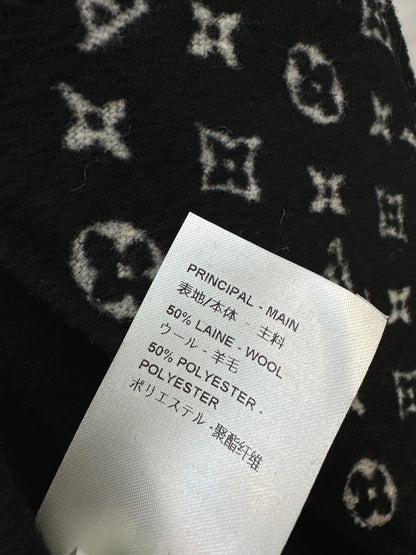 PRINCIPAL - MAIN
表地/本体 - 主料
50% LAINE - WOOL
ウール - 羊毛
50% POLYESTER -
POLYESTER
ポリエステル - 聚酯纤维